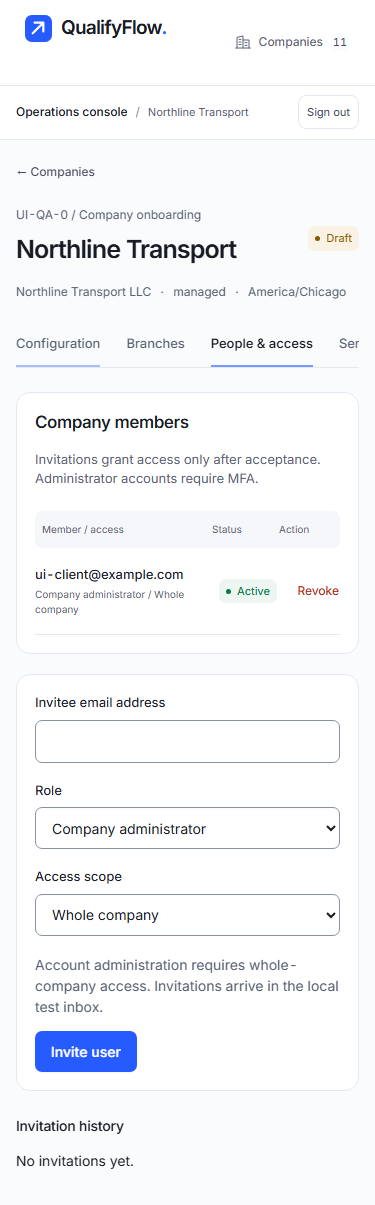 QualifyFlow.
Companies 11
Operations console / Northline Transport
Sign out
← Companies
UI-QA-0 / Company onboarding
Northline Transport
Draft
Northline Transport LLC · managed · America/Chicago
Configuration Branches People & access Ser
Company members
Invitations grant access only after acceptance.
Administrator accounts require MFA.
Member / access Status Action
ui-client@example.com
Company administrator / Whole
company
Active
Revoke
Invitee email address
Role
Company administrator
Access scope
Whole company
Account administration requires whole-
company access. Invitations arrive in the local
test inbox.
Invite user
Invitation history
No invitations yet.